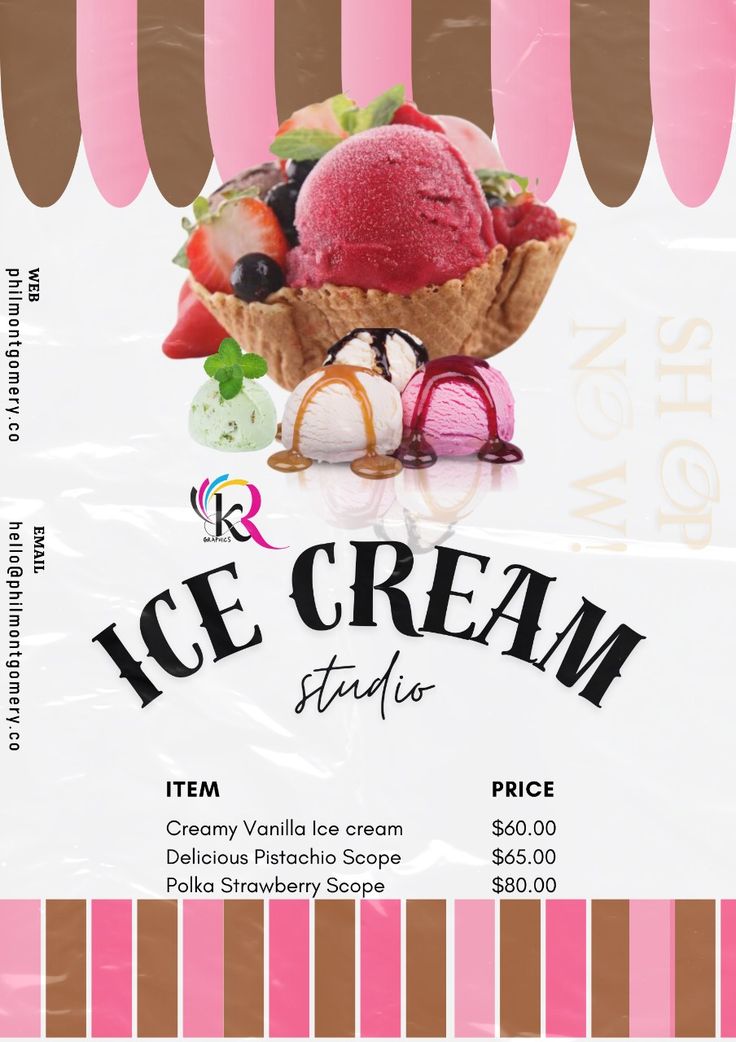 WEB
philmontgomery.co
SHOP
NOW!
EMAIL
hello@philmontgomery.co
kR
GRAPHICS
ICE CREAM
studio
ITEM PRICE
Creamy Vanilla Ice cream $60.00
Delicious Pistachio Scope $65.00
Polka Strawberry Scope $80.00